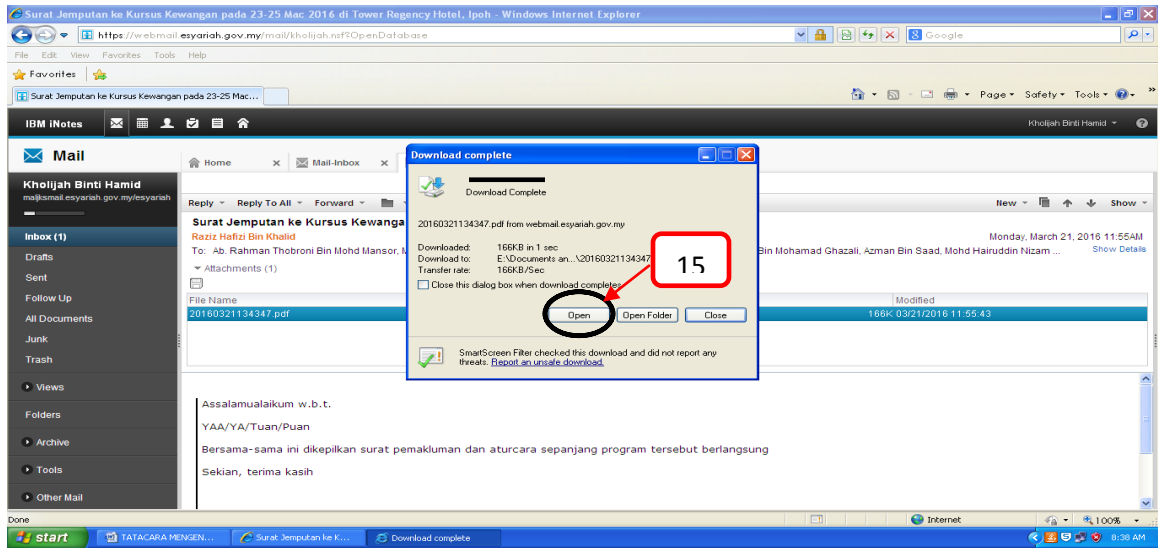 Surat Jemputan ke Kursus Kewangan pada 23-25 Mac 2016 di Tower Regency Hotel, Ipoh - Windows Internet Explorer
https://webmail.esyariah.gov.my/mail/kholijah.nsf?OpenDatabase
Google
File Edit View Favorites Tools Help
Favorites
Surat Jemputan ke Kursus Kewangan pada 23-25 Mac...
Page Safety Tools
IBM iNotes
Kholijah Binti Hamid
Mail
Home x Mail-Inbox x
Kholijah Binti Hamid
maijksmail.esyariah.gov.my/esyariah
Reply Reply To All Forward
New Show
Surat Jemputan ke Kursus Kewanga
Raziz Hafizi Bin Khalid
Monday, March 21, 2016 11:55AM
To: Ab. Rahman Thobroni Bin Mohd Mansor, M
Bin Mohamad Ghazali, Azman Bin Saad, Mohd Hairuddin Nizam ...
Show Details
Attachments (1)
File Name
Modified
20160321134347.pdf
166K 03/21/2016 11:55:43
Inbox (1)
Drafts
Sent
Follow Up
All Documents
Junk
Trash
Views
Folders
Archive
Tools
Other Mail
Download complete
Download Complete
20160321134347.pdf from webmail.esyariah.gov.my
Downloaded: 166KB in 1 sec
Download to: E:\Documents an...\20160321134347
Transfer rate: 166KB/Sec
Close this dialog box when download completes
Open Open Folder Close
SmartScreen Filter checked this download and did not report any
threats. Report an unsafe download.
15
Assalamualaikum w.b.t.
YAA/YA/Tuan/Puan
Bersama-sama ini dikepilkan surat pemakluman dan aturcara sepanjang program tersebut berlangsung
Sekian, terima kasih
Done
Internet
100%
start
TATACARA MENGEN...
Surat Jemputan ke K...
Download complete
8:38 AM